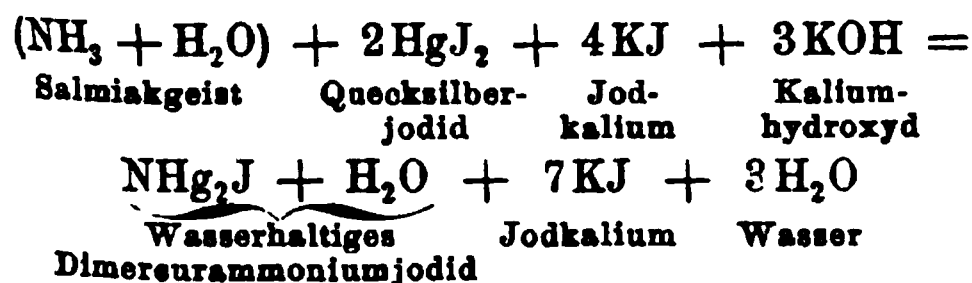 (NH₃ + H₂O) + 2HgJ₂ + 4KJ + 3KOH =
Salmiakgeist Quecksilber- Jod- Kalium-
jodid kalium hydroxyd
NHg₂J + H₂O + 7KJ + 3H₂O
Wasserhaltiges Jodkalium Wasser
Dimercurammoniumjodid